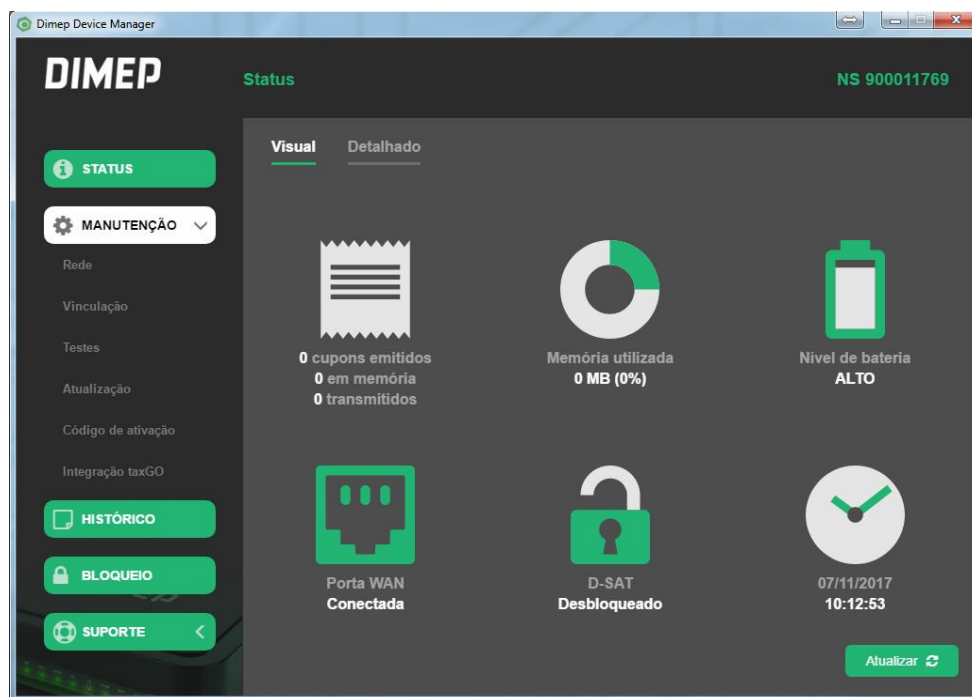 Dimep Device Manager
DIMEP
Status
NS 900011769
Visual
Detalhado
STATUS
MANUTENÇÃO
Rede
Vinculação
Testes
Atualização
Código de ativação
Integração taxGO
HISTÓRICO
BLOQUEIO
SUPORTE
0 cupons emitidos
0 em memória
0 transmitidos
Memória utilizada
0 MB (0%)
Nível de bateria
ALTO
Porta WAN
Conectada
D-SAT
Desbloqueado
07/11/2017
10:12:53
Atualizar